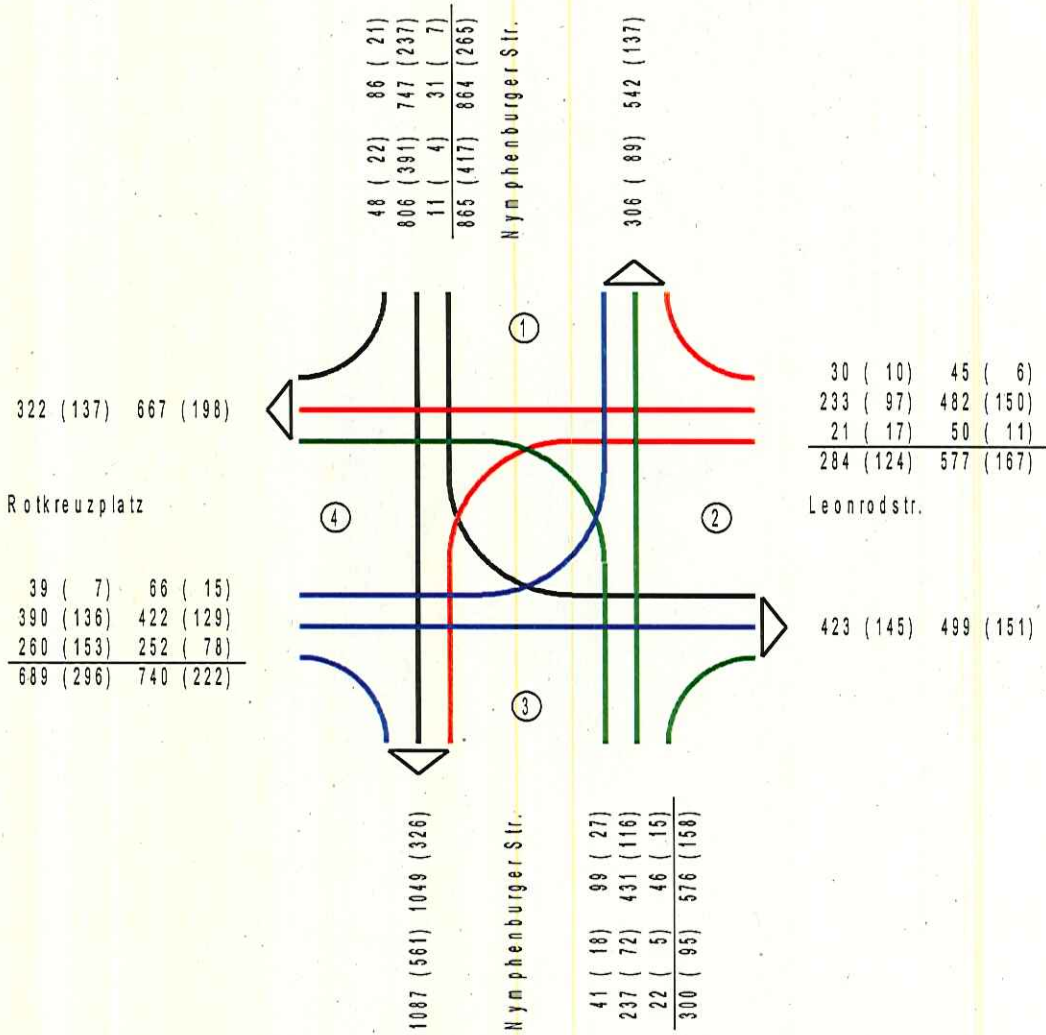 48 ( 22) 86 ( 21)
806 (391) 747 (237)
11 ( 4) 31 ( 7)
865 (417) 864 (265)
Nymphenburger Str.
306 ( 89) 542 (137)
1
322 (137) 667 (198)
30 ( 10) 45 ( 6)
233 ( 97) 482 (150)
21 ( 17) 50 ( 11)
284 (124) 577 (167)
Rotkreuzplatz
4
2
Leonrodstr.
39 ( 7) 66 ( 15)
390 (136) 422 (129)
260 (153) 252 ( 78)
689 (296) 740 (222)
423 (145) 499 (151)
3
1087 (561) 1049 (326)
Nymphenburger Str.
41 ( 18) 99 ( 27)
237 ( 72) 431 (116)
22 ( 5) 46 ( 15)
300 ( 95) 576 (158)